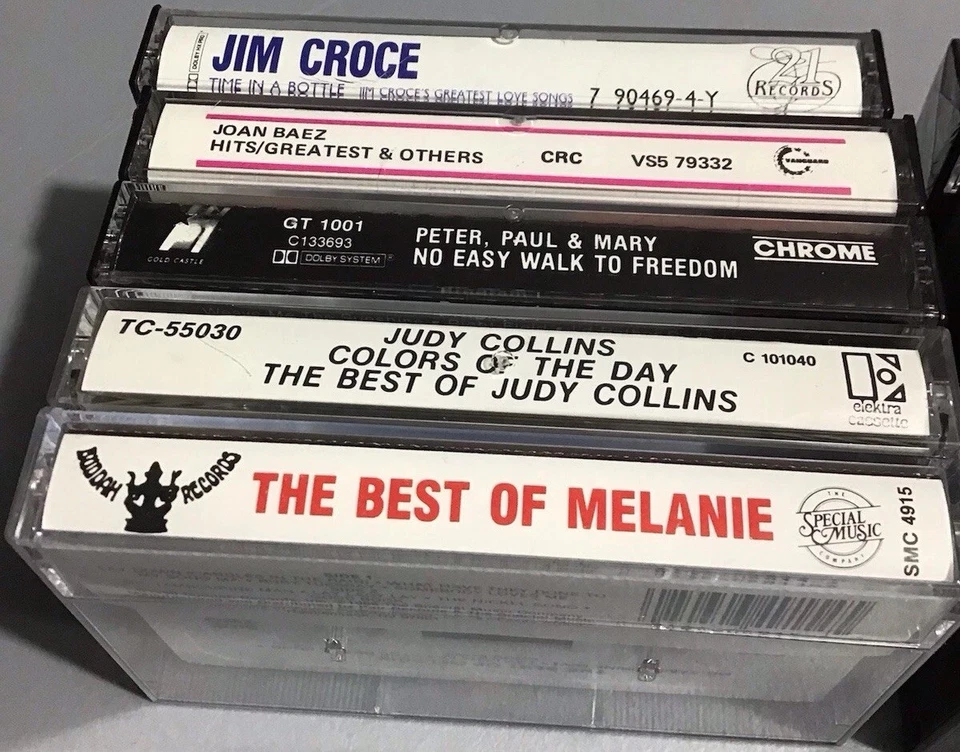 DOLBY HX PRO
JIM CROCE
TIME IN A BOTTLE JIM CROCE'S GREATEST LOVE SONGS 7 90469-4-Y
21 RECORDS
JOAN BAEZ
HITS/GREATEST & OTHERS CRC VS5 79332
VANGUARD
GOLD CASTLE
GT 1001
C133693
DOLBY SYSTEM
PETER, PAUL & MARY
NO EASY WALK TO FREEDOM
CHROME
TC-55030
JUDY COLLINS
COLORS OF THE DAY
THE BEST OF JUDY COLLINS
C 101040
elektra
cassette
BUDDAH RECORDS
THE BEST OF MELANIE
THE
SPECIAL
MUSIC
COMPANY
SMC 4915